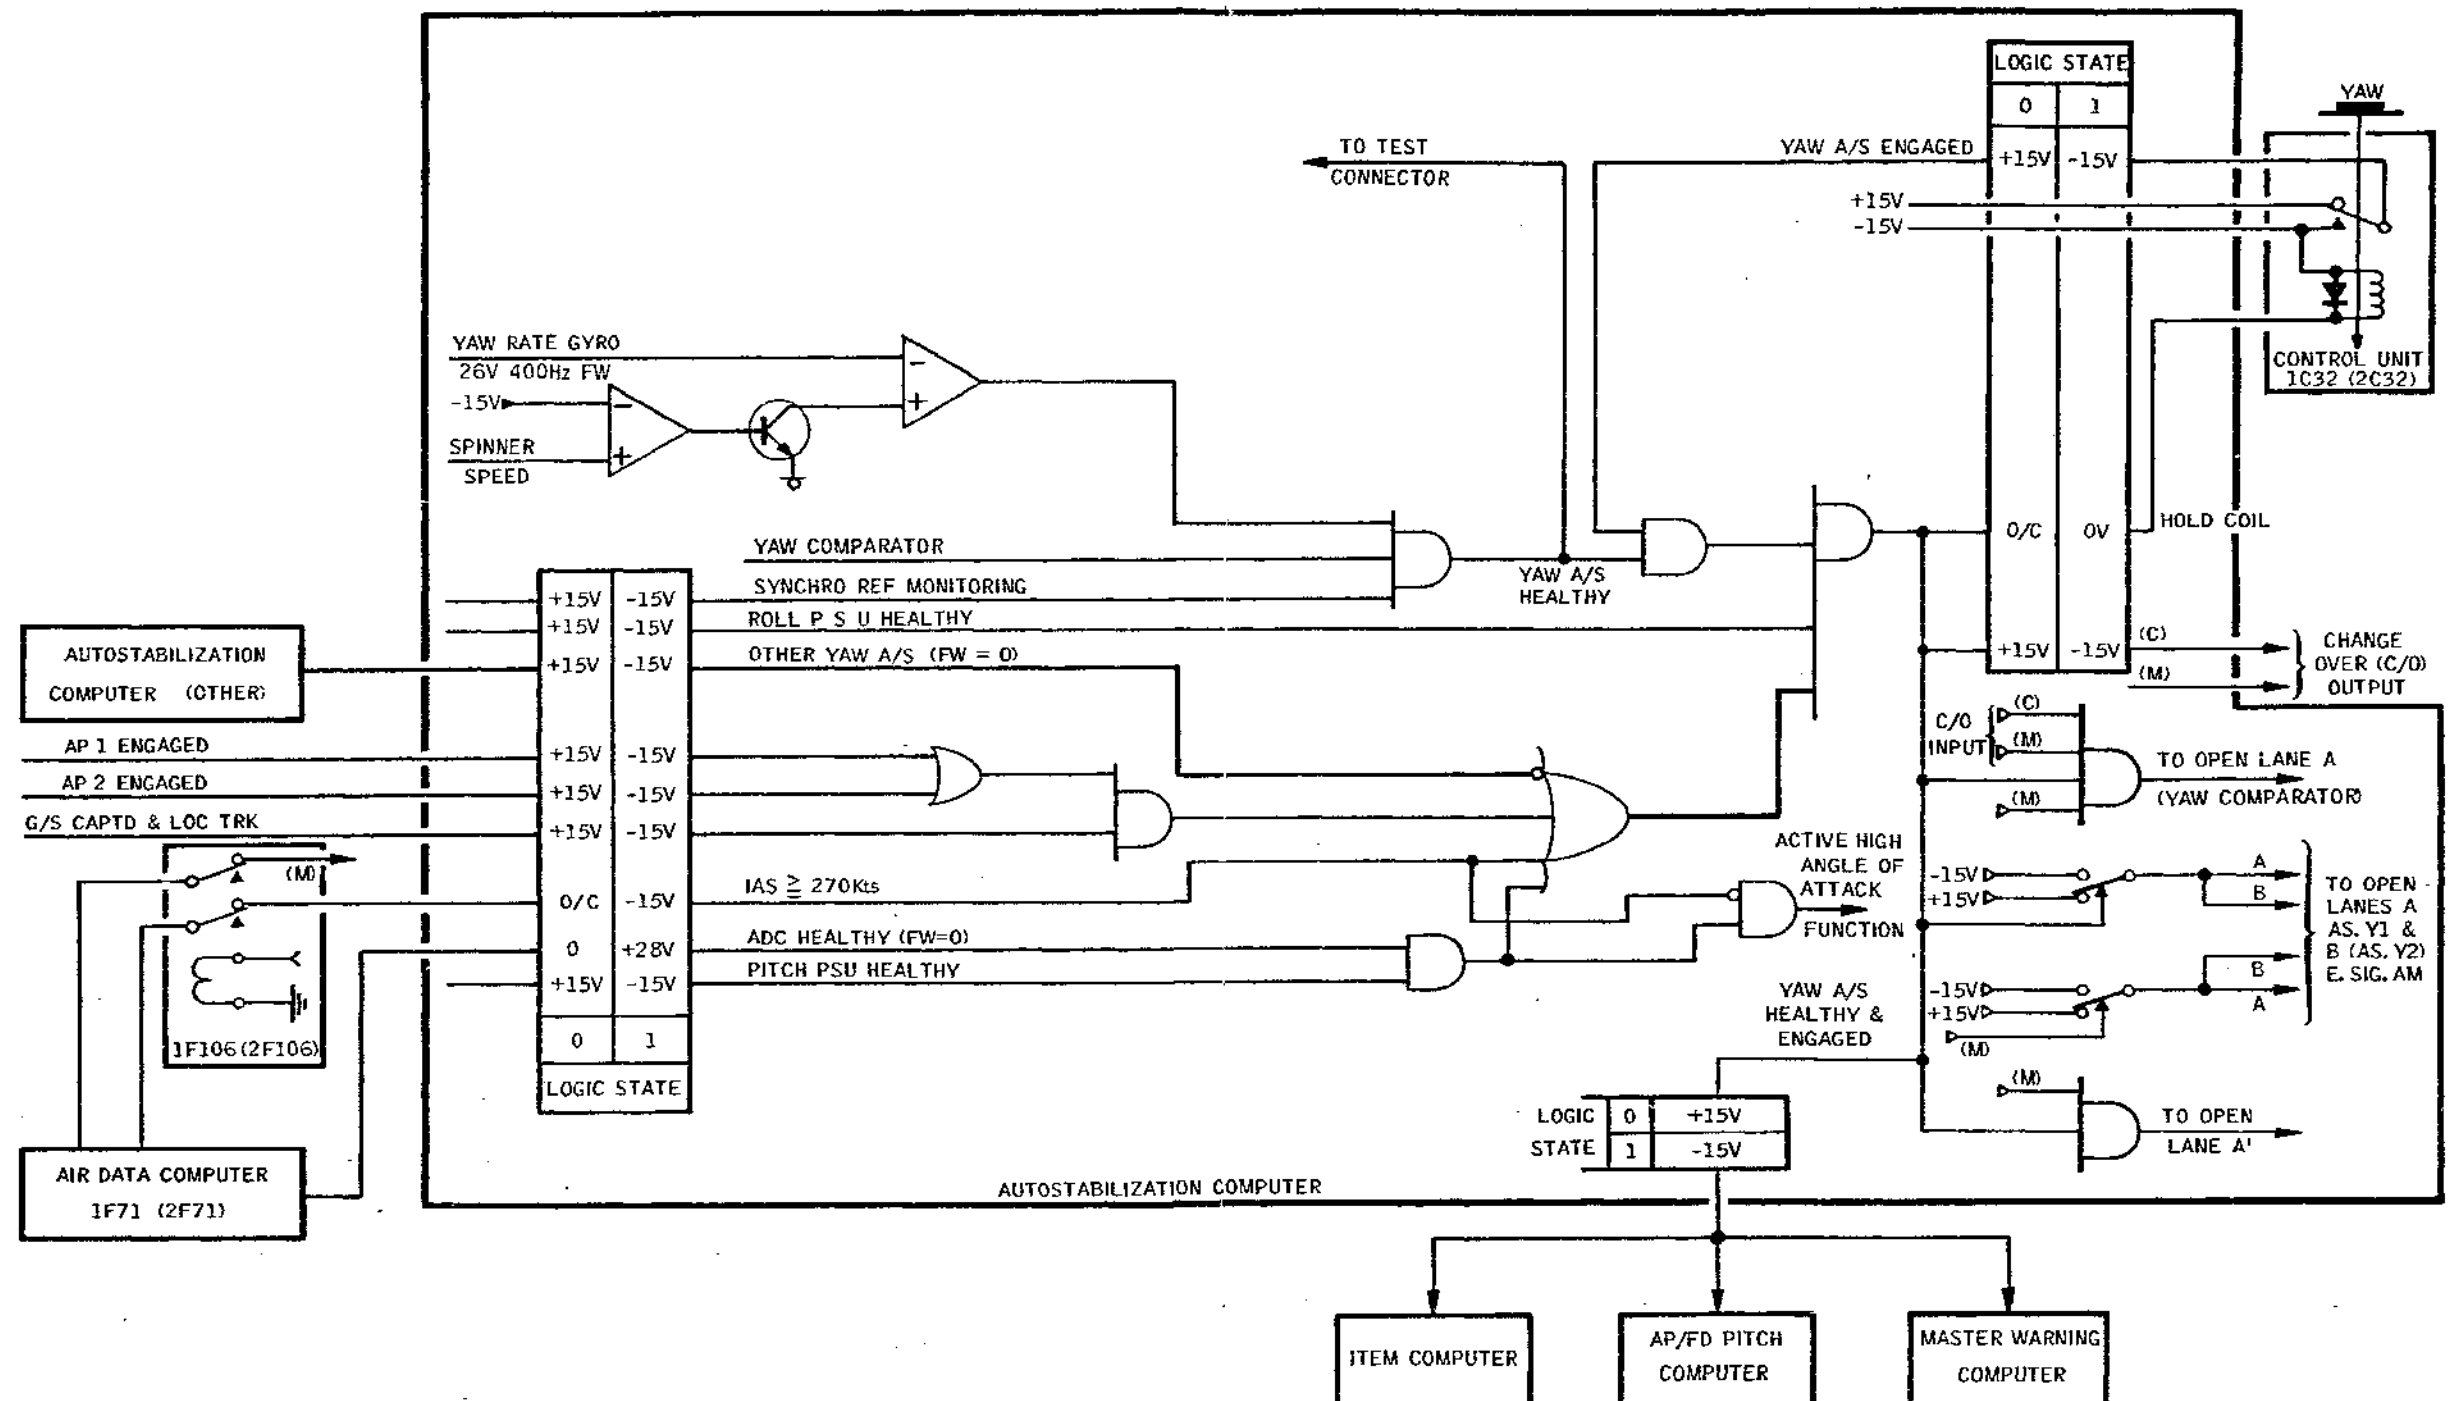 LOGIC STATE
0 1
YAW
TO TEST
CONNECTOR
YAW A/S ENGAGED
+15V -15V
+15V
-15V
CONTROL UNIT
1C32 (2C32)
YAW RATE GYRO
26V 400Hz FW
-15V
-
+
-
+
SPINNER
SPEED
YAW COMPARATOR
YAW A/S
HEALTHY
O/C 0V
HOLD COIL
+15V -15V
SYNCHRO REF MONITORING
+15V -15V
ROLL P S U HEALTHY
AUTOSTABILIZATION
COMPUTER (OTHER)
+15V -15V
OTHER YAW A/S (FW = 0)
+15V -15V
(C)
(M)
CHANGE
OVER (C/O)
OUTPUT
AP 1 ENGAGED
+15V -15V
AP 2 ENGAGED
+15V -15V
G/S CAPTD & LOC TRK
+15V -15V
C/O
INPUT
(C)
(M)
(M)
TO OPEN LANE A
(YAW COMPARATOR)
(M)
O/C -15V
IAS ≧ 270Kts
0 +28V
ADC HEALTHY (FW=0)
+15V -15V
PITCH PSU HEALTHY
0 1
LOGIC STATE
1F106(2F106)
ACTIVE HIGH
ANGLE OF
ATTACK
FUNCTION
-15V
+15V
A
B
TO OPEN
LANES A
AS. Y1 &
B (AS. Y2)
E. SIG. AM
YAW A/S
HEALTHY &
ENGAGED
-15V
+15V
B
A
(M)
(M)
TO OPEN
LANE A'
LOGIC
STATE
0 +15V
1 -15V
AIR DATA COMPUTER
1F71 (2F71)
AUTOSTABILIZATION COMPUTER
ITEM COMPUTER
AP/FD PITCH
COMPUTER
MASTER WARNING
COMPUTER